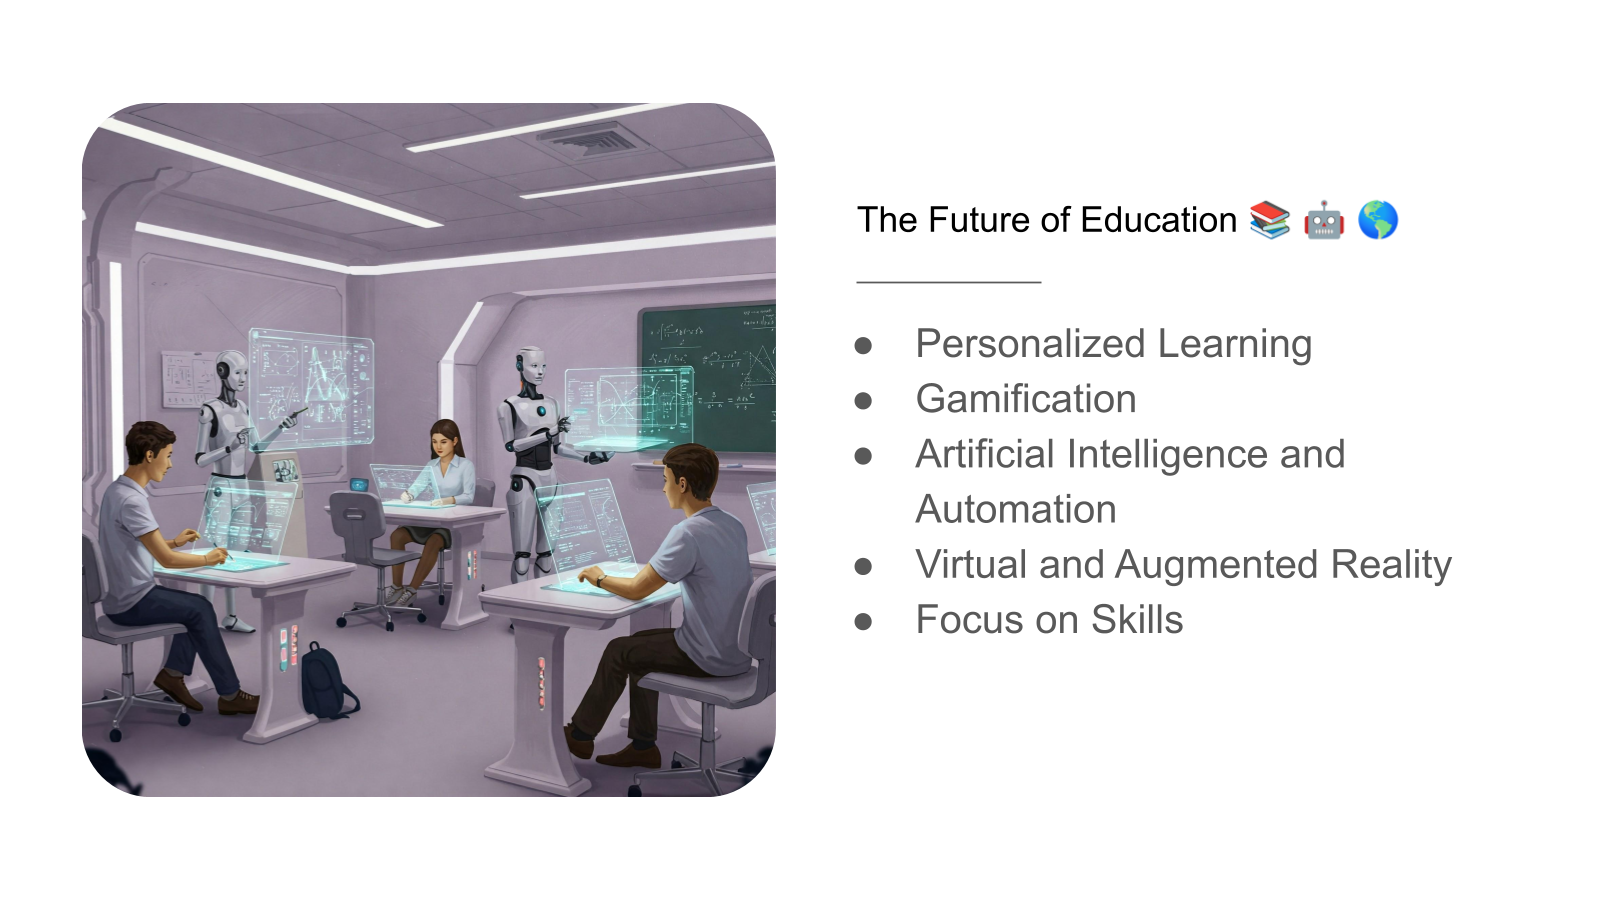 The Future of Education 📚 🤖 🌎
● Personalized Learning
● Gamification
● Artificial Intelligence and
Automation
● Virtual and Augmented Reality
● Focus on Skills